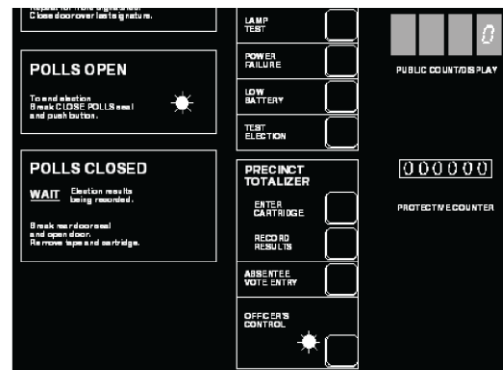 Close door over last signature.
POLLS OPEN
To end election
Break CLOSE POLLS seal
and push button.
POLLS CLOSED
WAIT Election results
being recorded.
Break rear door seal
and open door.
Remove tape and cartridge.
LAMP
TEST
POWER
FAILURE
LOW
BATTERY
TEST
ELECTION
PRECINCT
TOTALIZER
ENTER
CARTRIDGE
RECORD
RESULTS
ABSENTEE
VOTE ENTRY
OFFICER'S
CONTROL
0
PUBLIC COUNT/DISPLAY
000000
PROTECTIVE COUNTER